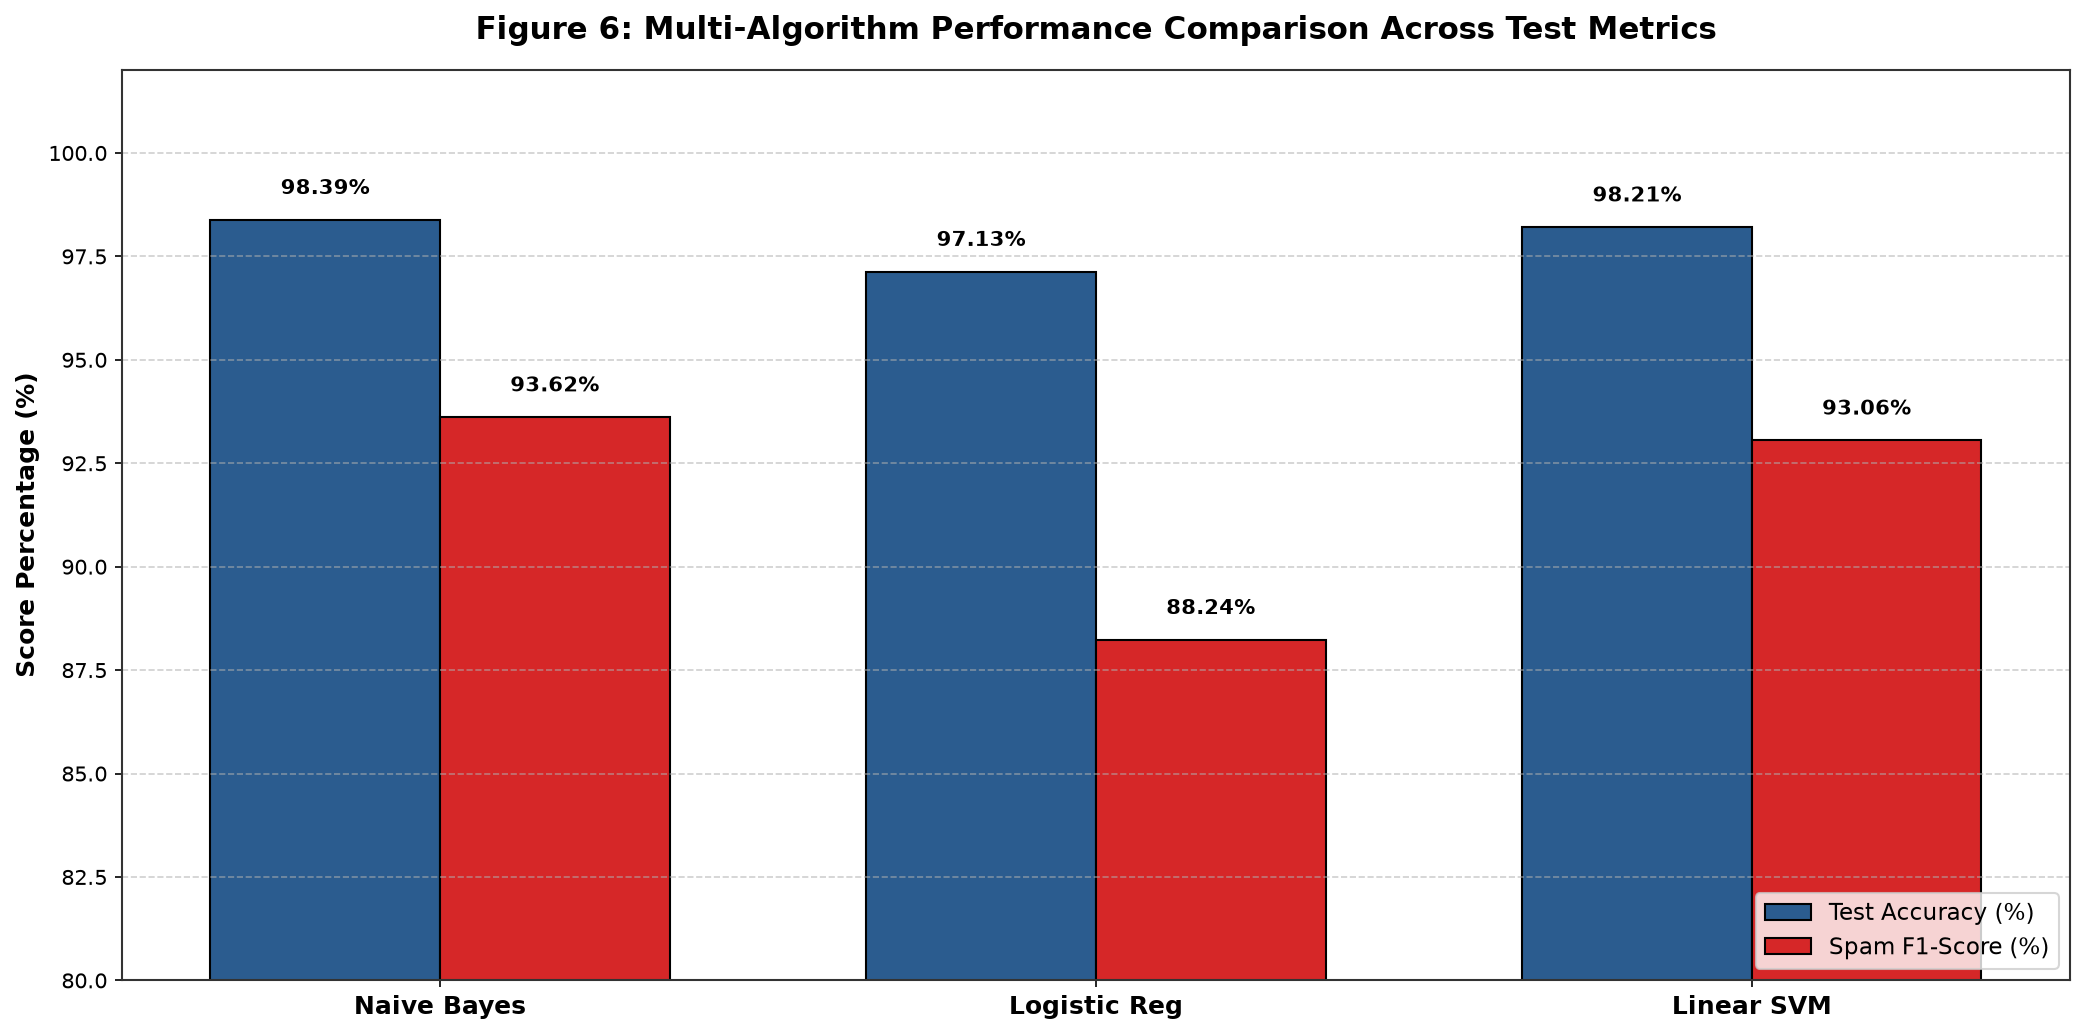 Figure 6: Multi-Algorithm Performance Comparison Across Test Metrics
Score Percentage (%)
100.0
97.5
95.0
92.5
90.0
87.5
85.0
82.5
80.0
98.39%
93.62%
97.13%
88.24%
98.21%
93.06%
Test Accuracy (%)
Spam F1-Score (%)
Naive Bayes
Logistic Reg
Linear SVM